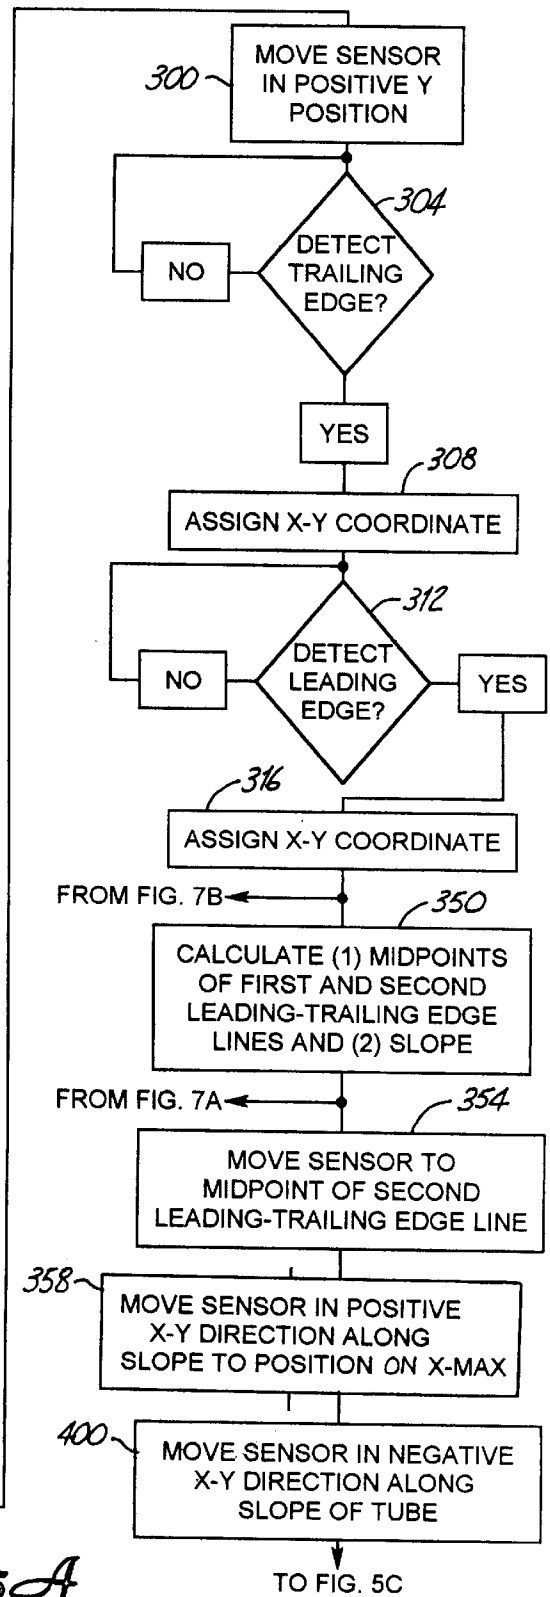 300
MOVE SENSOR
IN POSITIVE Y
POSITION
304
DETECT
TRAILING
EDGE?
NO
YES
308
ASSIGN X-Y COORDINATE
312
DETECT
LEADING
EDGE?
NO
YES
316
ASSIGN X-Y COORDINATE
FROM FIG. 7B
350
CALCULATE (1) MIDPOINTS
OF FIRST AND SECOND
LEADING-TRAILING EDGE
LINES AND (2) SLOPE
FROM FIG. 7A
354
MOVE SENSOR TO
MIDPOINT OF SECOND
LEADING-TRAILING EDGE LINE
358
MOVE SENSOR IN POSITIVE
X-Y DIRECTION ALONG
SLOPE TO POSITION ON X-MAX
400
MOVE SENSOR IN NEGATIVE
X-Y DIRECTION ALONG
SLOPE OF TUBE
5A
TO FIG. 5C